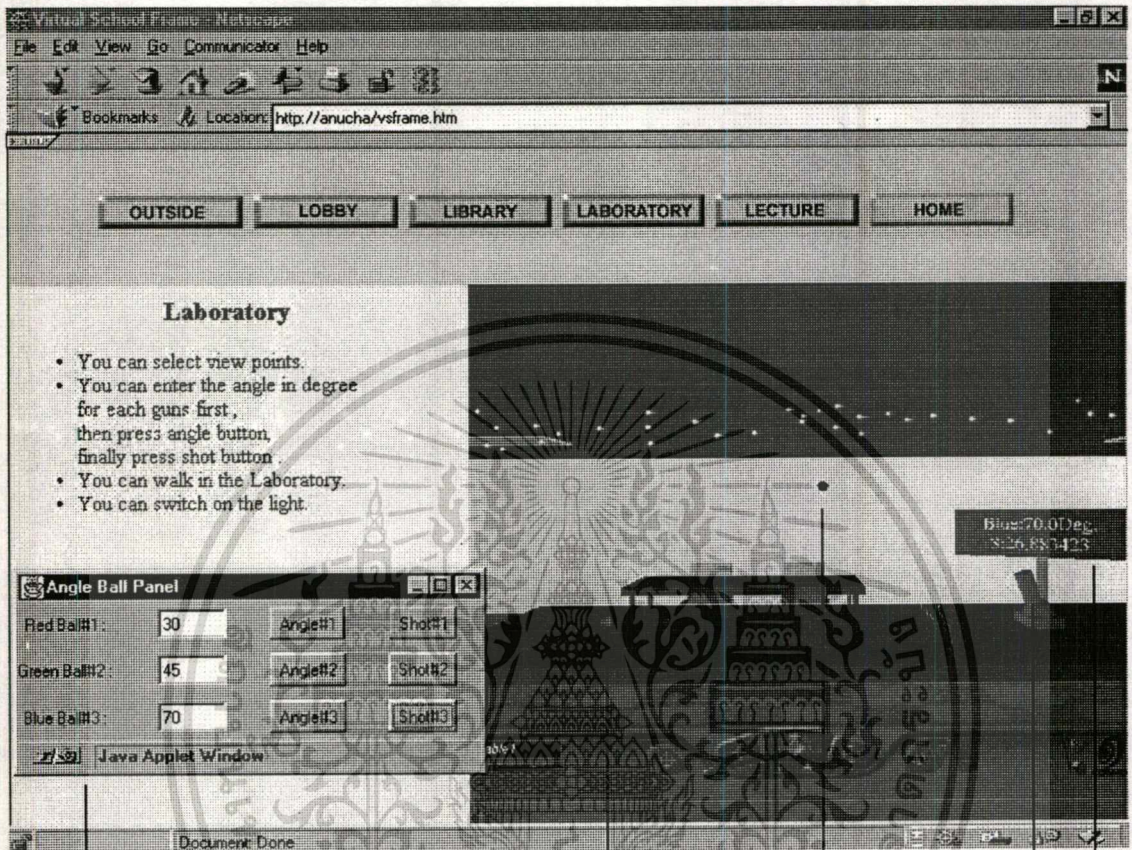 Virtual School Frame - Netscape
File Edit View Go Communicator Help
Bookmarks Location: http://anucha/vsframe.htm
OUTSIDE LOBBY LIBRARY LABORATORY LECTURE HOME
Laboratory
• You can select view points.
• You can enter the angle in degree
for each guns first ,
then press angle button,
finally press shot button .
• You can walk in the Laboratory.
• You can switch on the light.
Blue:70.0Deg,
S:26.883423
Angle Ball Panel
Red Ball#1 : 30 Angle#1 Shot#1
Green Ball#2 : 45 Angle#2 Shot#2
Blue Ball#3 : 70 Angle#3 Shot#3
Java Applet Window
Document: Done